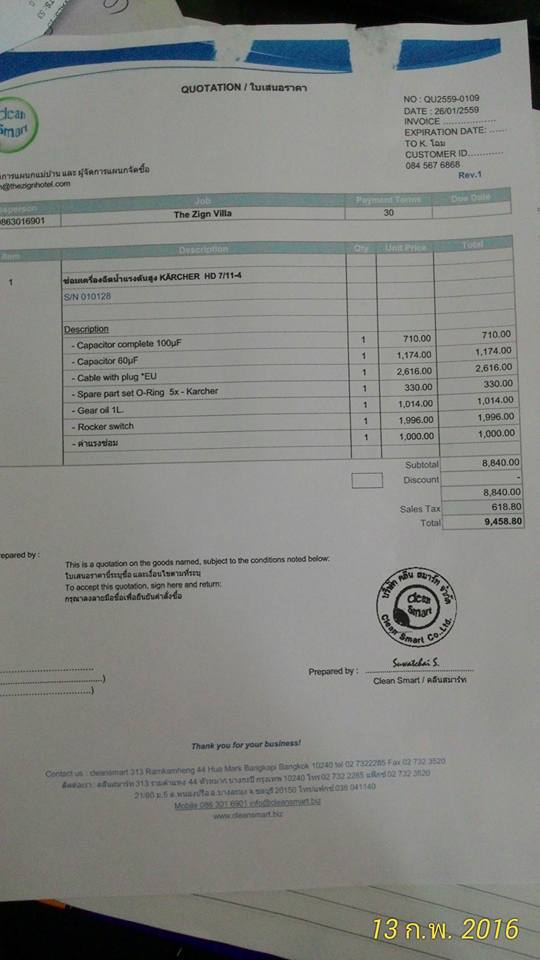 clean
Smart
QUOTATION / ใบเสนอราคา
NO : QU2559-0109
DATE : 26/01/2559
INVOICE ..................
EXPIRATION DATE: ......
TO K. โฉม
CUSTOMER ID............
084 567 6868
Rev.1
การแผนกแม่บ้าน และ ผู้จัดการแผนกจัดซื้อ
@thezignhotel.com
Job Payment Terms Due Date
0863016901 The Zign Villa 30
Item Description Qty Unit Price Total
1 ซ่อมเครื่องฉีดน้ำแรงดันสูง KÄRCHER HD 7/11-4
S/N 010128
Description
- Capacitor complete 100µF 1 710.00 710.00
- Capacitor 60µF 1 1,174.00 1,174.00
- Cable with plug *EU 1 2,616.00 2,616.00
- Spare part set O-Ring 5x - Karcher 1 330.00 330.00
- Gear oil 1L. 1 1,014.00 1,014.00
- Rocker switch 1 1,996.00 1,996.00
- ค่าแรงซ่อม 1 1,000.00 1,000.00
Subtotal 8,840.00
Discount -
8,840.00
Sales Tax 618.80
Total 9,458.80
repared by :
This is a quotation on the goods named, subject to the conditions noted below:
ใบเสนอราคานี้ระบุชื่อ และเงื่อนไขตามที่ระบุ
To accept this quotation, sign here and return:
กรุณาลงลายมือชื่อเพื่อยืนยันคำสั่งซื้อ
บริษัท คลีน สมาร์ท จำกัด
clean
Smart
Clean Smart Co.,Ltd.
Suwatchai S.
Prepared by : ..............................
Clean Smart / คลีนสมาร์ท
Thank you for your business!
Contact us : cleansmart 313 Ramkamheng 44 Hua Mark Bangkapi Bangkok 10240 tel 02 7322285 Fax 02 732 3520
ติดต่อเรา : คลีนสมาร์ท 313 รามคำแหง 44 หัวหมาก บางกะปิ กรุงเทพ 10240 โทร 02 732 2285 แฟ็กซ์ 02 732 3520
21/60 ม.5 ต.หนองปรือ อ.บางละมุง จ.ชลบุรี 20150 โทร/แฟ็กซ์ 038 041140
Mobile 086 301 6901 info@cleansmart.biz
www.cleansmart.biz
13 ก.พ. 2016